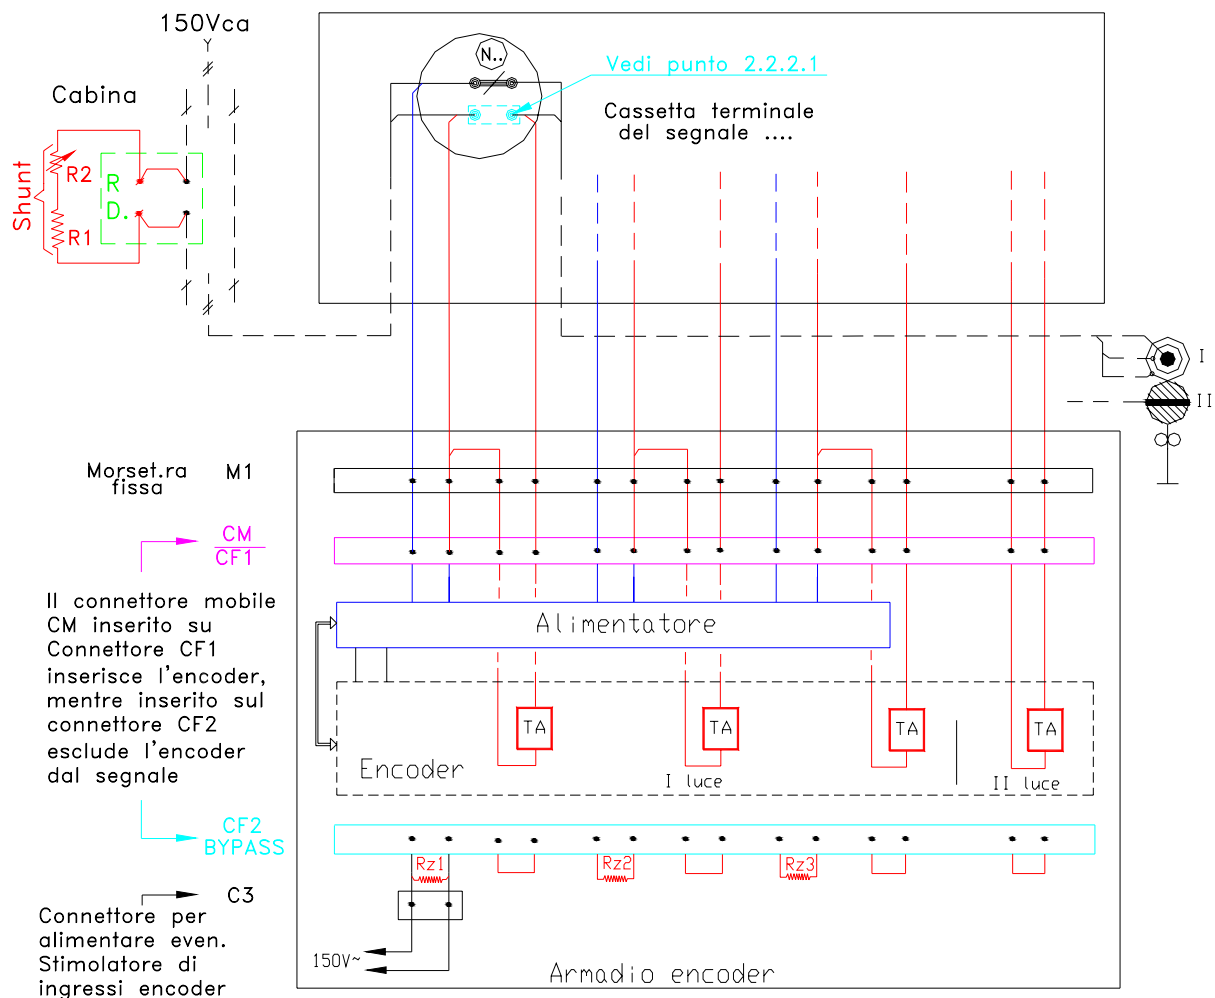 150Vca
Cabina
R2
R
Shunt
D.
R1
N..
Vedi punto 2.2.2.1
Cassetta terminale
del segnale ....
I
II
Morset.ra
fissa
M1
CM
CF1
Il connettore mobile
CM inserito su
Connettore CF1
inserisce l'encoder,
mentre inserito sul
connettore CF2
esclude l'encoder
dal segnale
Alimentatore
TA
TA
TA
TA
Encoder
I luce
II luce
CF2
BYPASS
Rz1
Rz2
Rz3
C3
Connettore per
alimentare even.
Stimolatore di
ingressi encoder
150V~
Armadio encoder